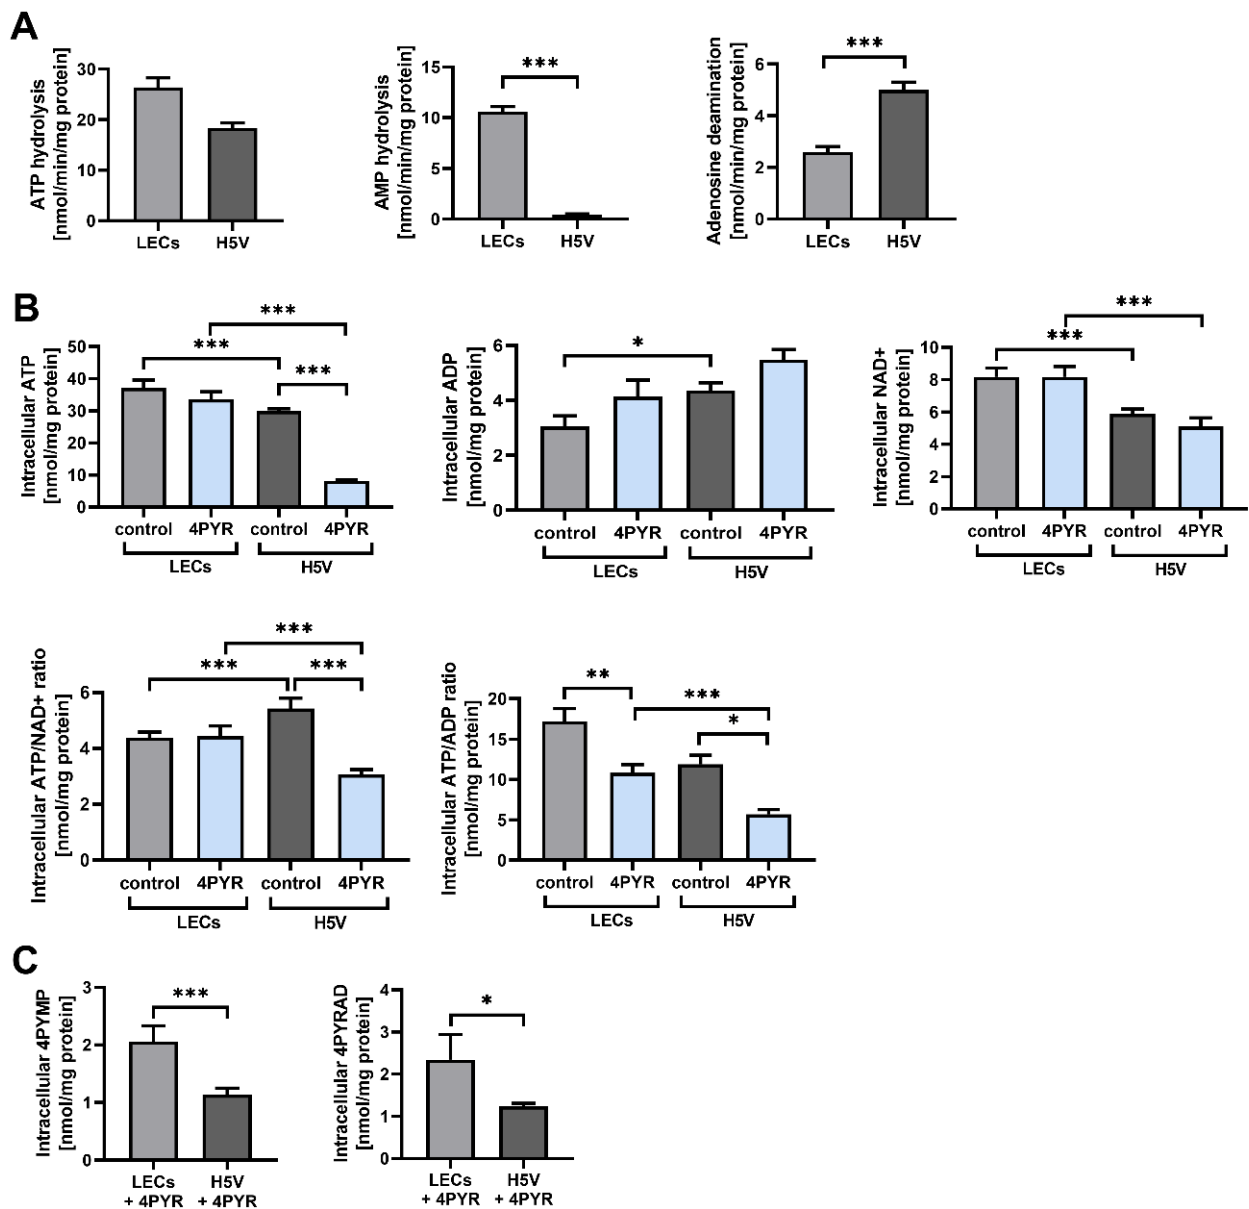 A
ATP hydrolysis
[nmol/min/mg protein]
30
20
10
0
LECs
H5V
AMP hydrolysis
[nmol/min/mg protein]
15
10
5
0
***
LECs
H5V
Adenosine deamination
[nmol/min/mg protein]
6
4
2
0
***
LECs
H5V
B
Intracellular ATP
[nmol/mg protein]
50
40
30
20
10
0
***
***
***
control 4PYR control 4PYR
LECs H5V
Intracellular ADP
[nmol/mg protein]
6
4
2
0
*
control 4PYR control 4PYR
LECs H5V
Intracellular NAD+
[nmol/mg protein]
10
8
6
4
2
0
***
***
control 4PYR control 4PYR
LECs H5V
Intracellular ATP/NAD+ ratio
[nmol/mg protein]
6
4
2
0
***
*** ***
control 4PYR control 4PYR
LECs H5V
Intracellular ATP/ADP ratio
[nmol/mg protein]
20
15
10
5
0
**
***
*
control 4PYR control 4PYR
LECs H5V
C
Intracellular 4PYMP
[nmol/mg protein]
3
2
1
0
***
LECs H5V
+ 4PYR + 4PYR
Intracellular 4PYRAD
[nmol/mg protein]
4
3
2
1
0
*
LECs H5V
+ 4PYR + 4PYR